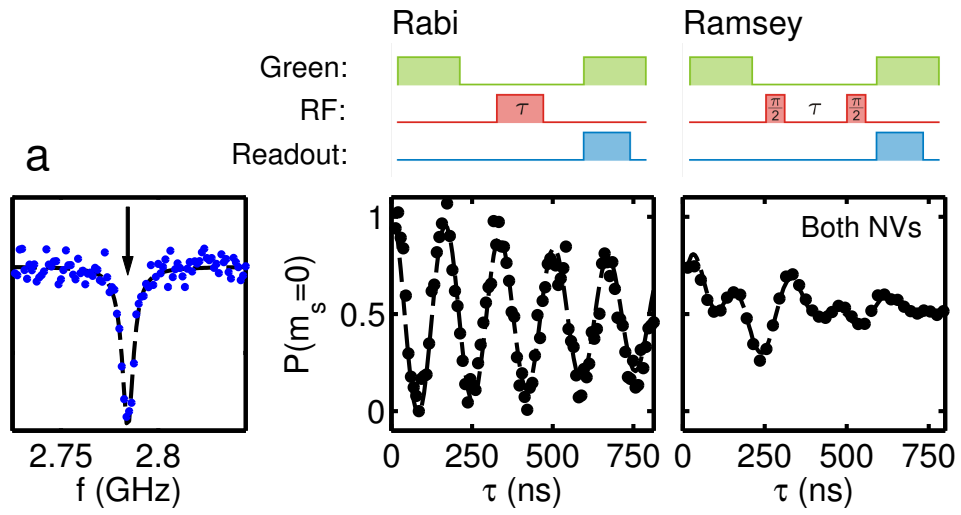 Rabi
Ramsey
Green:
RF:
τ
π/2
τ
π/2
Readout:
a
Both NVs
P(m_s=0)
1
0.5
0
2.75
2.8
f (GHz)
0
250
500
750
τ (ns)
0
250
500
750
τ (ns)